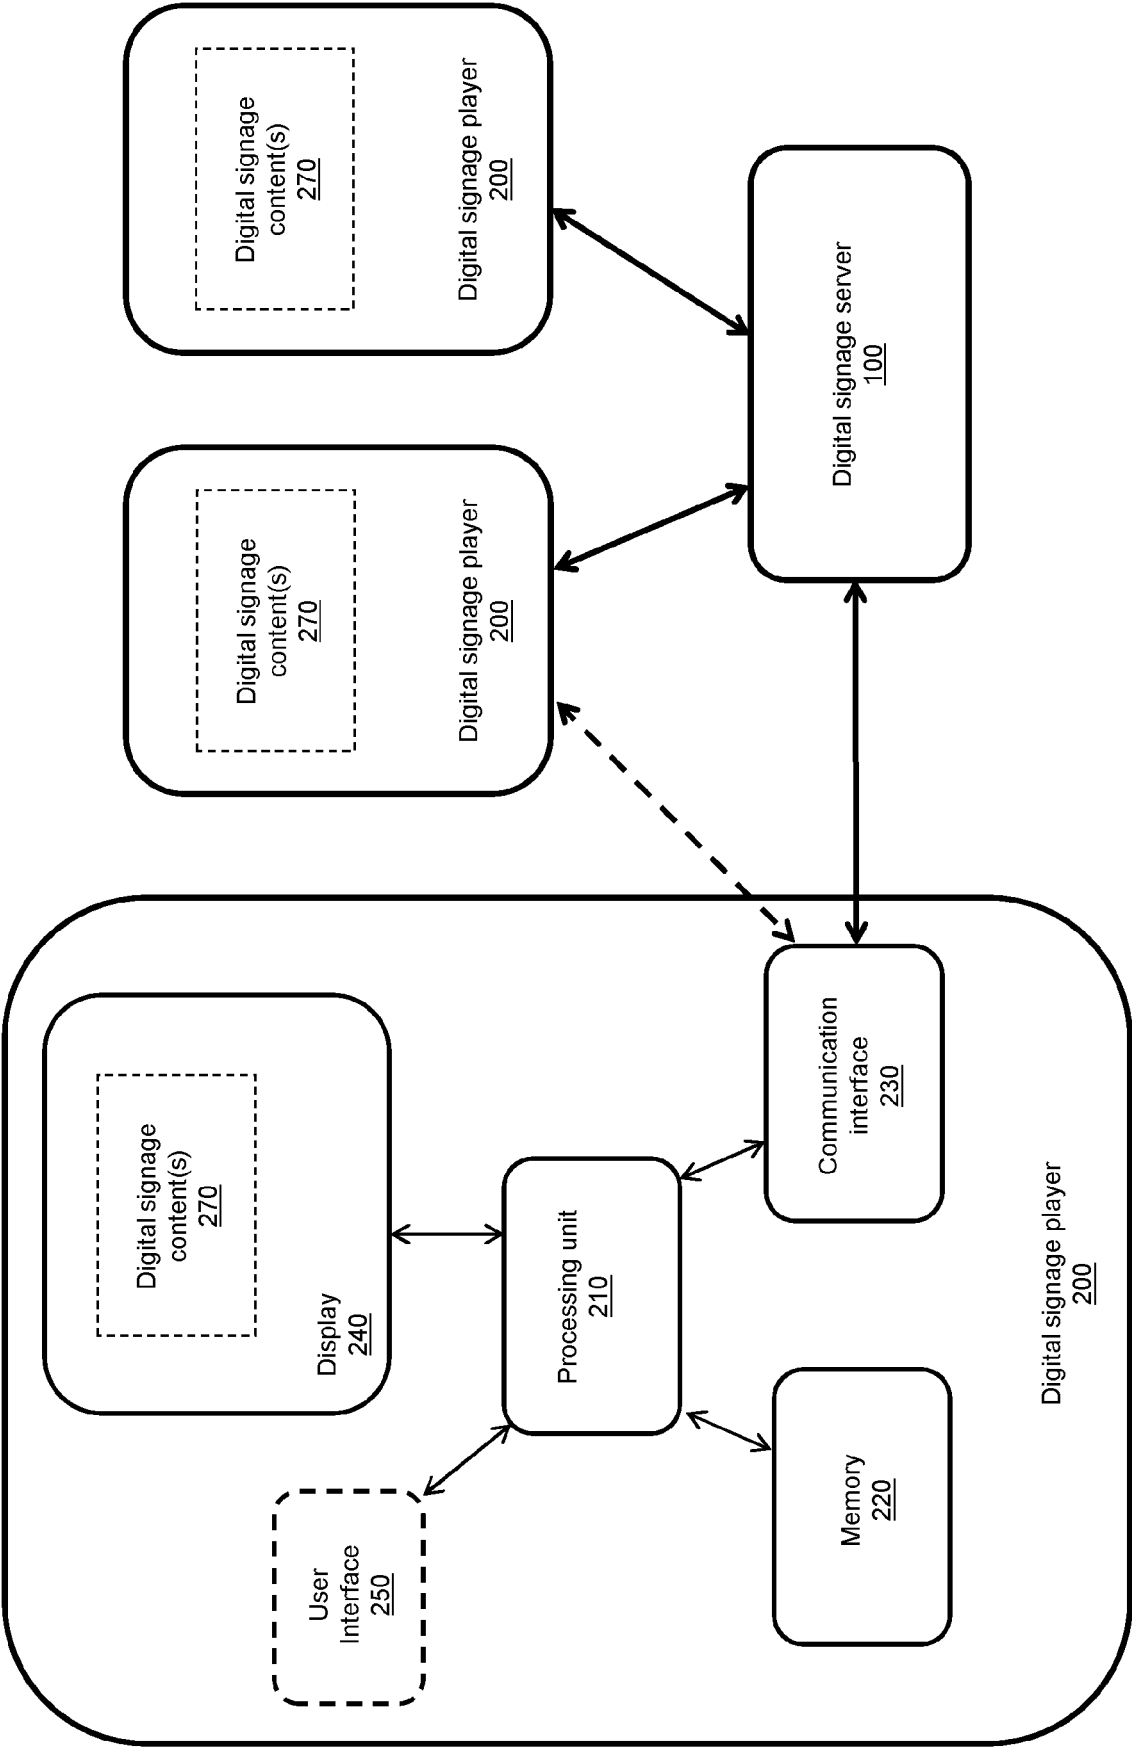 User
Interface
250
Digital signage
content(s)
270
Display
240
Processing unit
210
Memory
220
Communication
interface
230
Digital signage player
200
Digital signage
content(s)
270
Digital signage player
200
Digital signage
content(s)
270
Digital signage player
200
Digital signage server
100